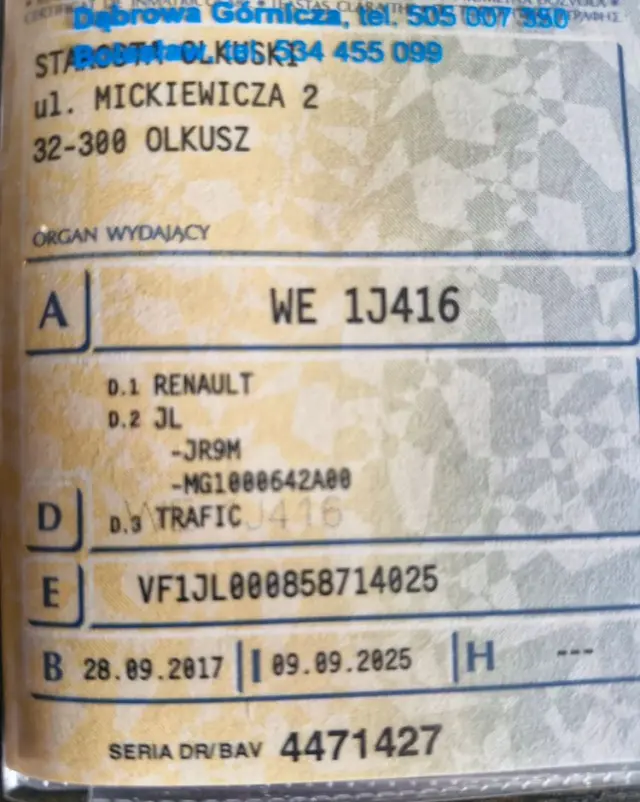 Dąbrowa Górnicza, tel. 505 007 350
tel. 534 455 099
STAROSTA OLKUSKI
ul. MICKIEWICZA 2
32-300 OLKUSZ
ORGAN WYDAJĄCY
A WE 1J416
D.1 RENAULT
D.2 JL
-JR9M
-MG1000642A00
D D.3 TRAFIC
E VF1JL000858714025
B 28.09.2017 I 09.09.2025 H ---
SERIA DR/BAV 4471427